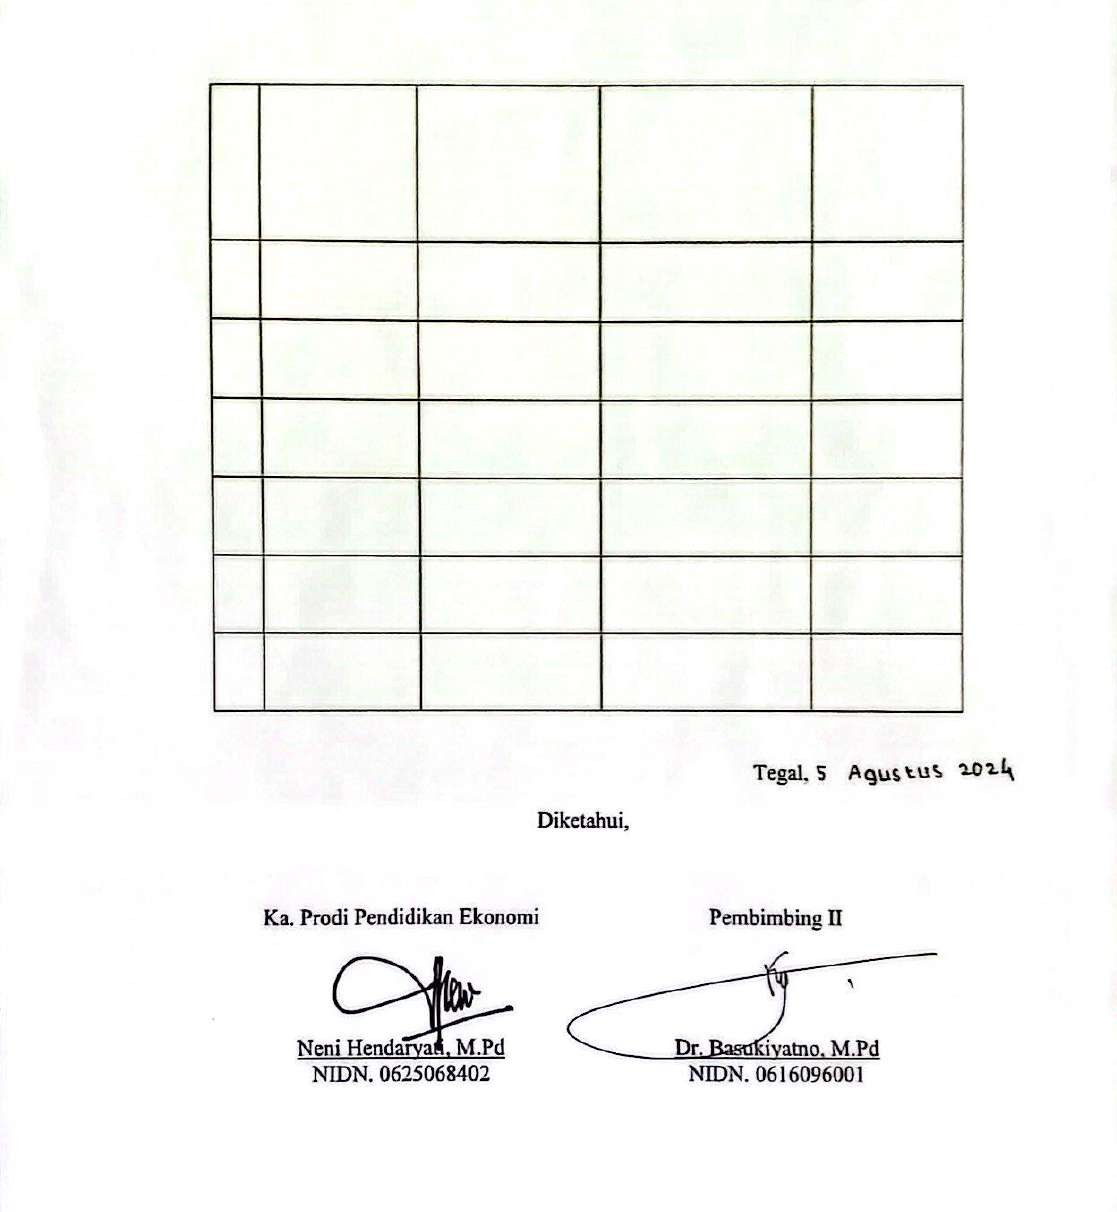 Tegal, 5 Agustus 2024
Diketahui,
Ka. Prodi Pendidikan Ekonomi
Pembimbing II
Neni Hendaryati, M.Pd
Dr. Basukiyatno, M.Pd
NIDN. 0625068402
NIDN. 0616096001